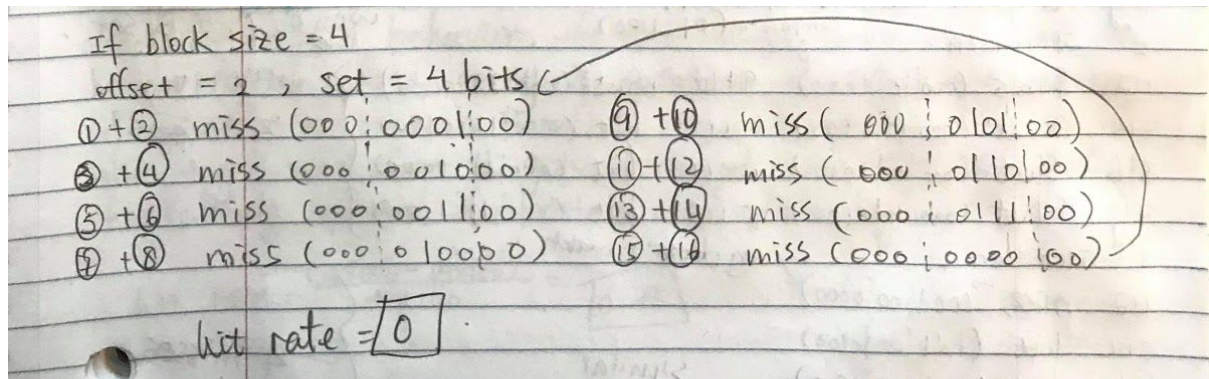 If block size = 4
offset = 2 , set = 4 bits
① + ② miss (000¦0001¦00)
③ + ④ miss (000¦0010¦00)
⑤ + ⑥ miss (000¦0011¦00)
⑦ + ⑧ miss (000¦0100¦00)
⑨ + ⑩ miss ( 000 ¦ 0101¦00)
⑪ + ⑫ miss ( 000 ¦ 0110¦00)
⑬ + ⑭ miss (000 ¦ 0111¦00)
⑮ + ⑯ miss (000 ¦ 0000 ¦00)
hit rate = 0